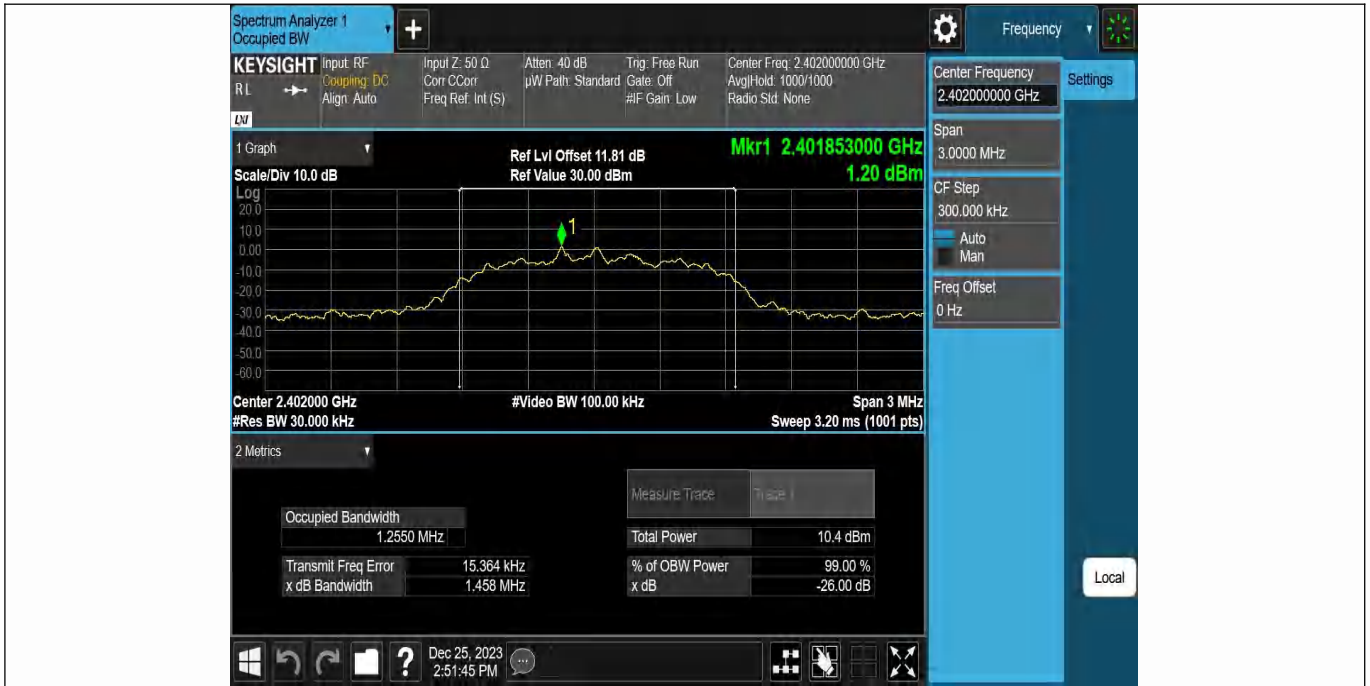 Spectrum Analyzer 1
Occupied BW
+
Frequency
KEYSIGHT
R L
LXI
Input: RF
Coupling: DC
Align: Auto
Input Z: 50 Ω
Corr CCorr
Freq Ref: Int (S)
Atten: 40 dB
µW Path: Standard
Trig: Free Run
Gate: Off
#IF Gain: Low
Center Freq: 2.402000000 GHz
Avg|Hold: 1000/1000
Radio Std: None
Center Frequency
2.402000000 GHz
Settings
Span
3.0000 MHz
CF Step
300.000 kHz
Auto
Man
Freq Offset
0 Hz
Local
1 Graph
Scale/Div 10.0 dB
Ref Lvl Offset 11.81 dB
Ref Value 30.00 dBm
Mkr1 2.401853000 GHz
1.20 dBm
Log
20.0
10.0
0.00
-10.0
-20.0
-30.0
-40.0
-50.0
-60.0
1
Center 2.402000 GHz
#Res BW 30.000 kHz
#Video BW 100.00 kHz
Span 3 MHz
Sweep 3.20 ms (1001 pts)
2 Metrics
Measure Trace
Trace 1
Occupied Bandwidth
1.2550 MHz
Total Power
10.4 dBm
Transmit Freq Error
15.364 kHz
% of OBW Power
99.00 %
x dB Bandwidth
1.458 MHz
x dB
-26.00 dB
?
Dec 25, 2023
2:51:45 PM